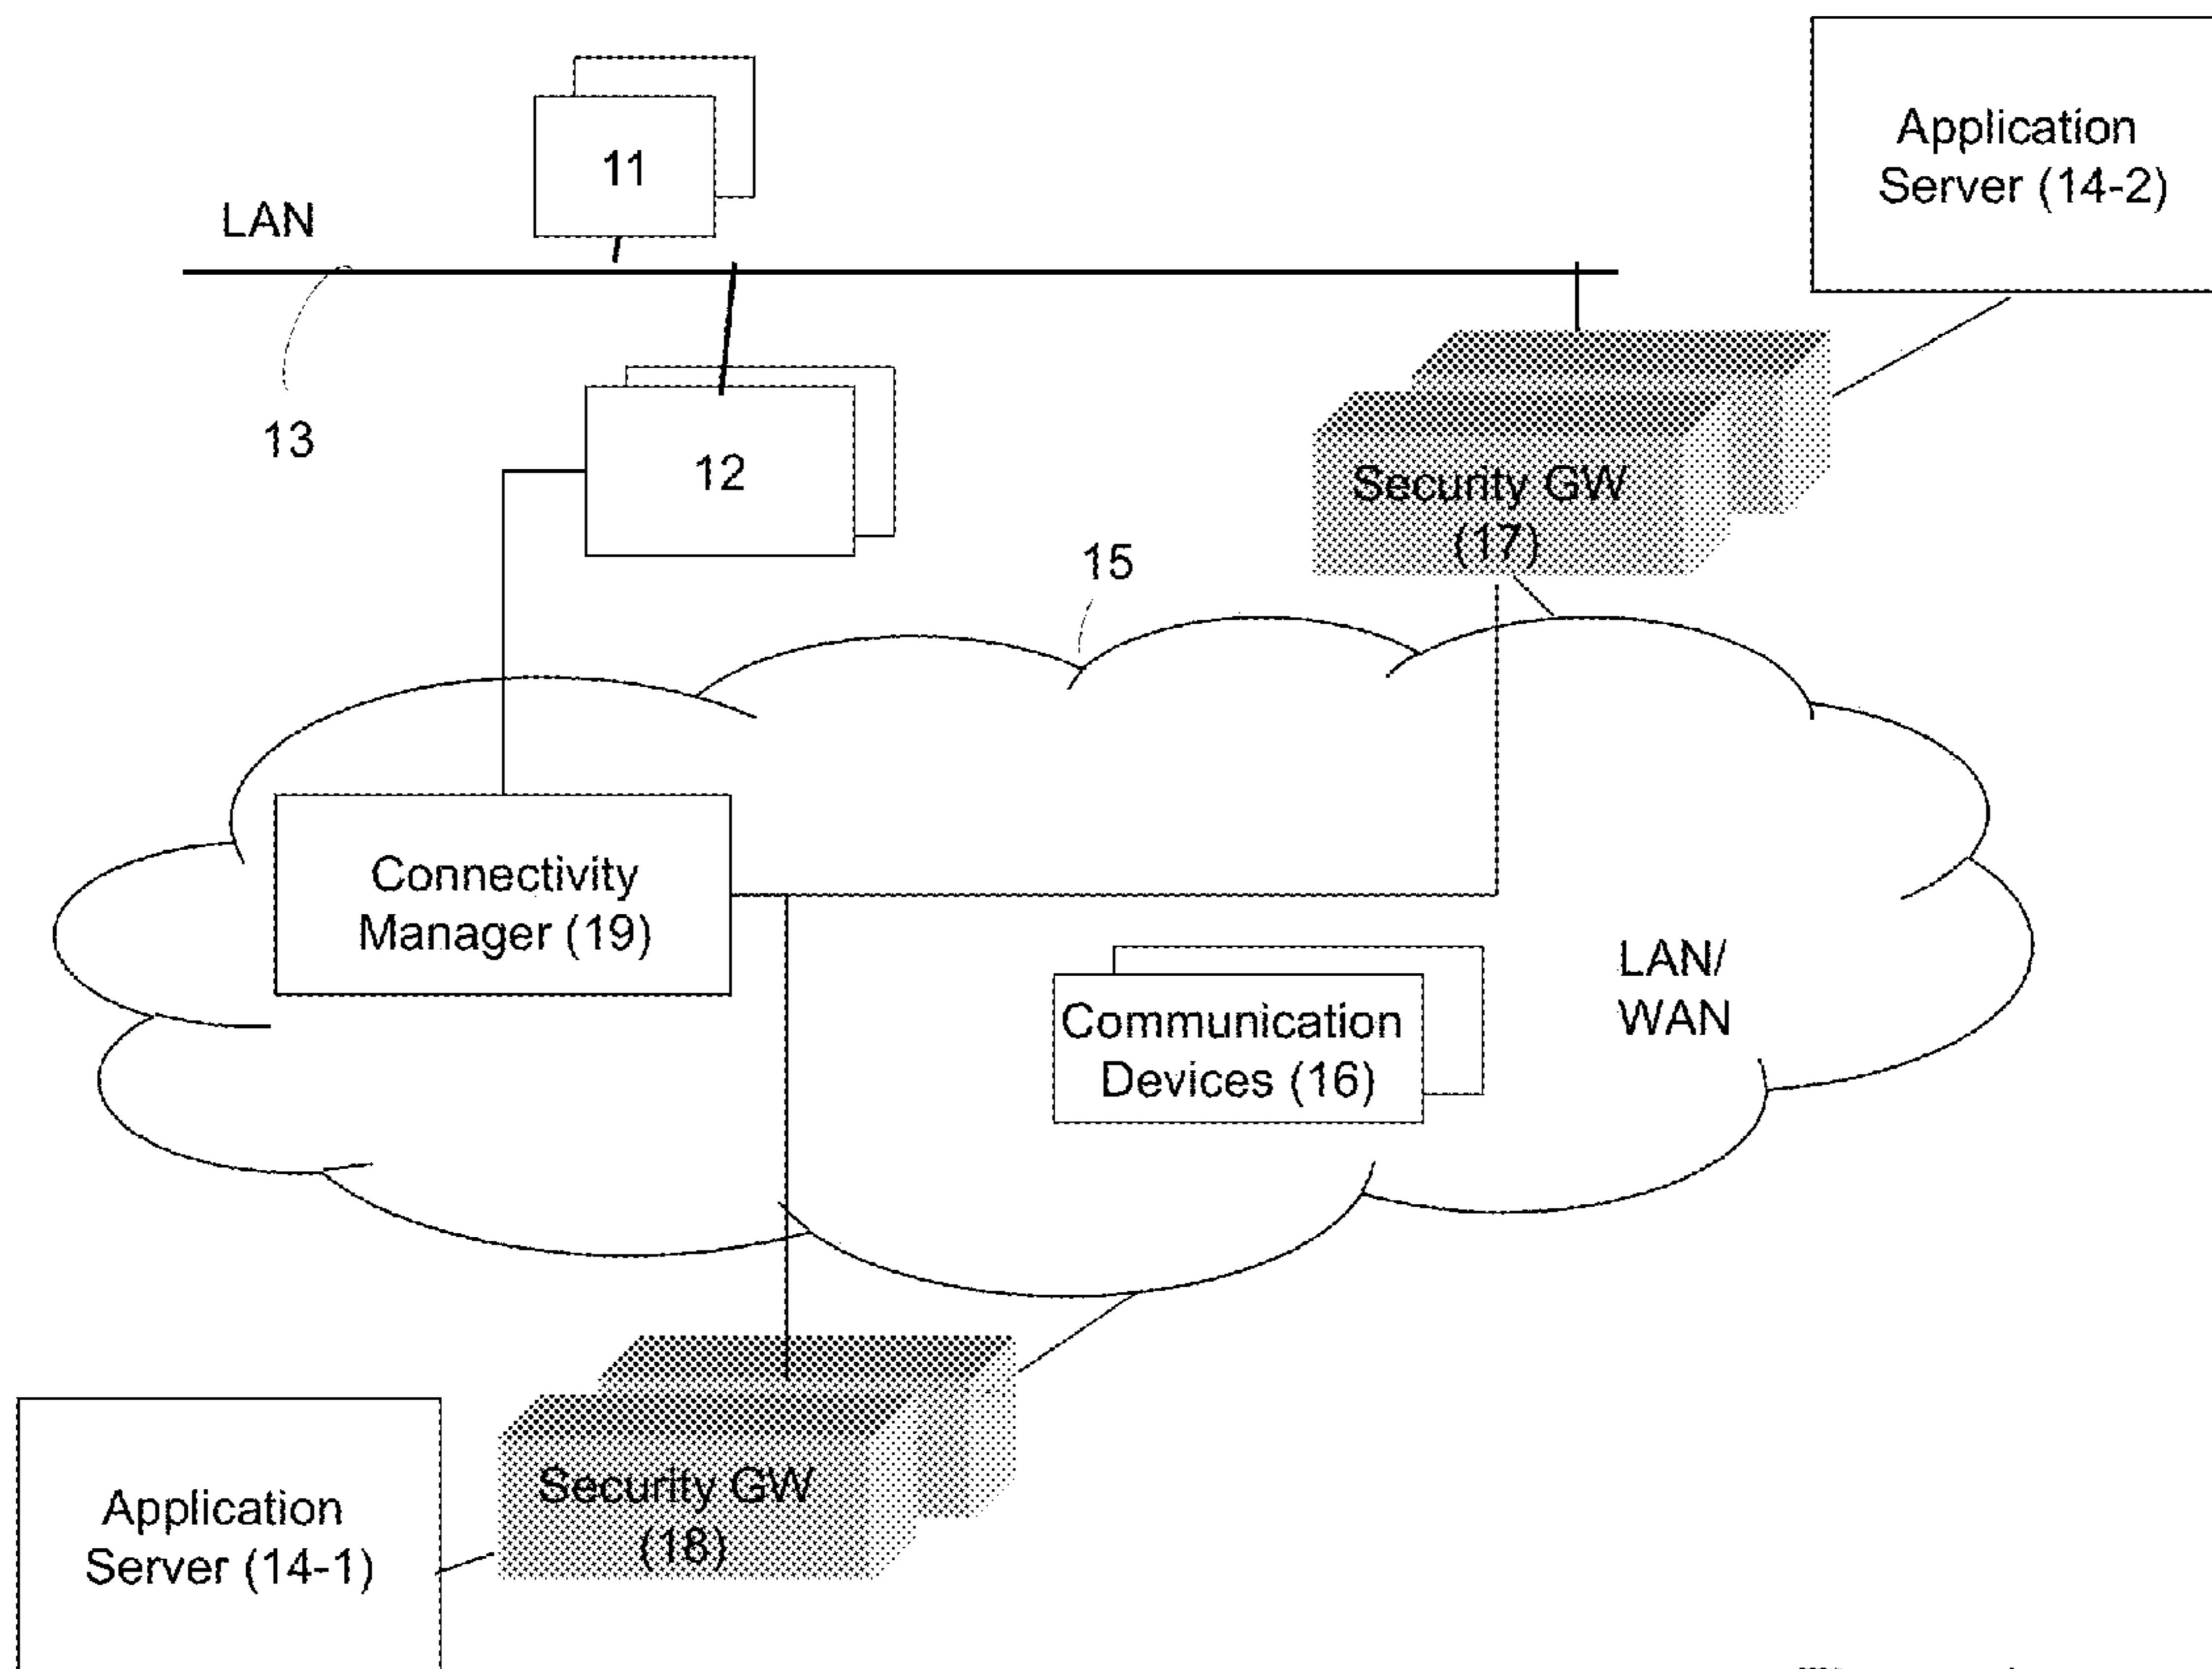 Application
Server (14-2)
11
LAN
13
12
Security GW
(17)
15
Connectivity
Manager (19)
LAN/
WAN
Communication
Devices (16)
Security GW
(18)
Application
Server (14-1)